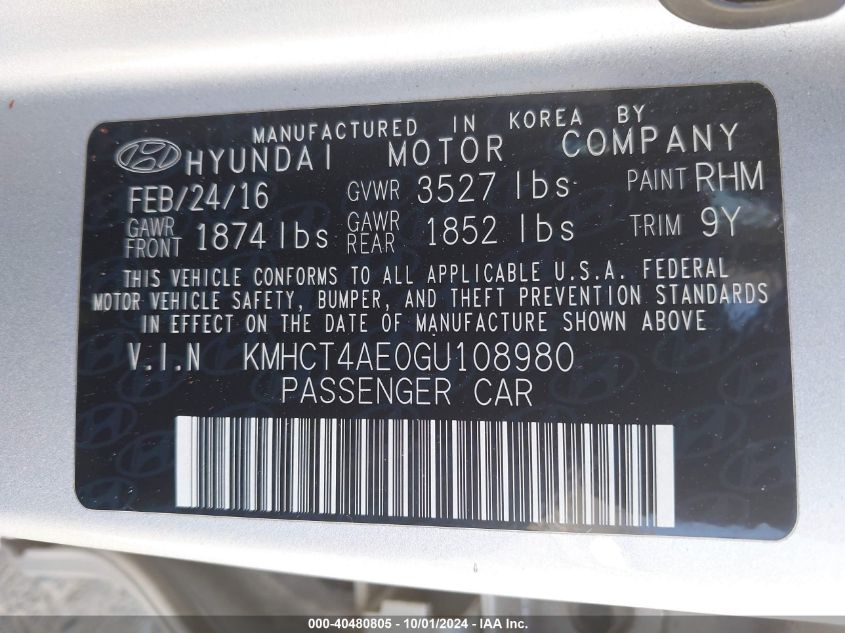 MANUFACTURED IN KOREA BY
HYUNDAI MOTOR COMPANY
FEB/24/16 GVWR 3527 lbs PAINT RHM
GAWR FRONT 1874 lbs GAWR REAR 1852 lbs TRIM 9Y
THIS VEHICLE CONFORMS TO ALL APPLICABLE U.S.A. FEDERAL
MOTOR VEHICLE SAFETY, BUMPER, AND THEFT PREVENTION STANDARDS
IN EFFECT ON THE DATE OF MANUFACTURE SHOWN ABOVE
V.I.N KMHCT4AE0GU108980
PASSENGER CAR
000-40480805 - 10/01/2024 - IAA Inc.